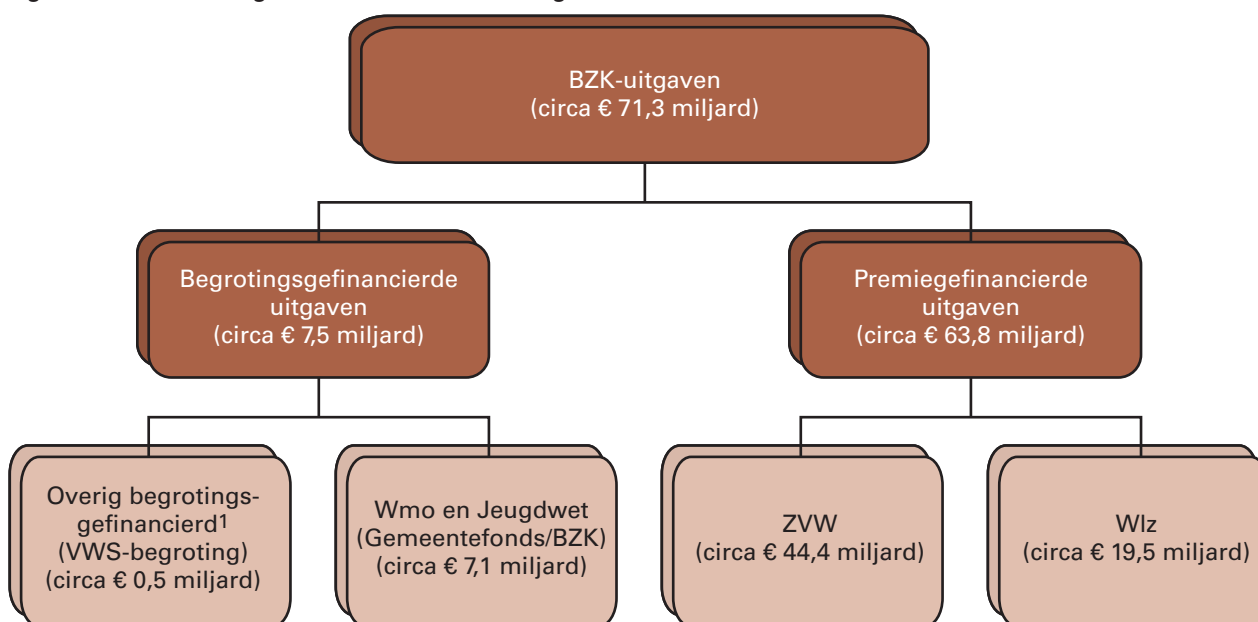 BZK-uitgaven
(circa € 71,3 miljard)
Begrotingsgefinancierde
uitgaven
(circa € 7,5 miljard)
Premiegefinancierde
uitgaven
(circa € 63,8 miljard)
Overig begrotings-
gefinancierd1
(VWS-begroting)
(circa € 0,5 miljard)
Wmo en Jeugdwet
(Gemeentefonds/BZK)
(circa € 7,1 miljard)
ZVW
(circa € 44,4 miljard)
Wlz
(circa € 19,5 miljard)